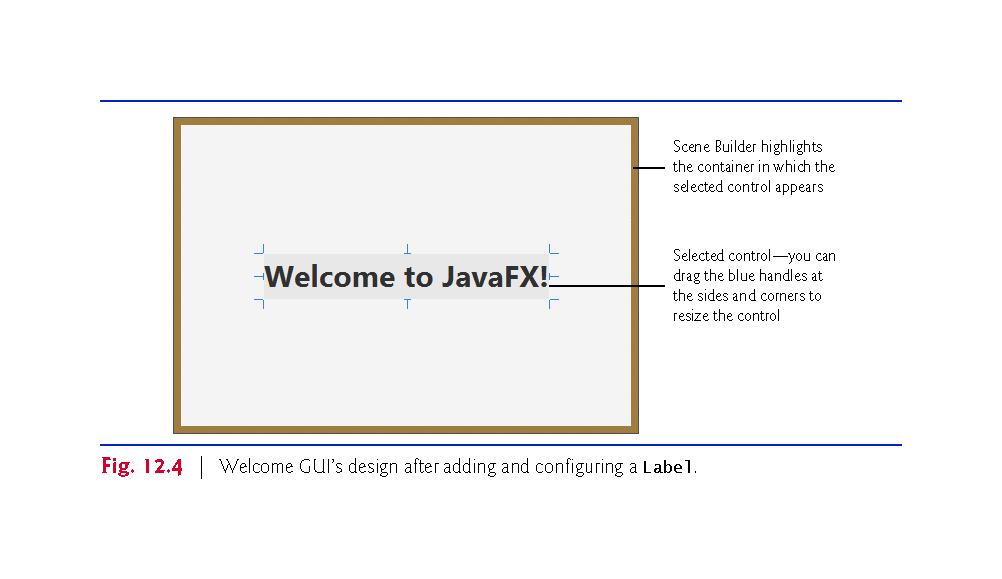 Scene Builder highlights
the container in which the
selected control appears
Welcome to JavaFX!
Selected control—you can
drag the blue handles at
the sides and corners to
resize the control
Fig. 12.4 | Welcome GUI's design after adding and configuring a Label.